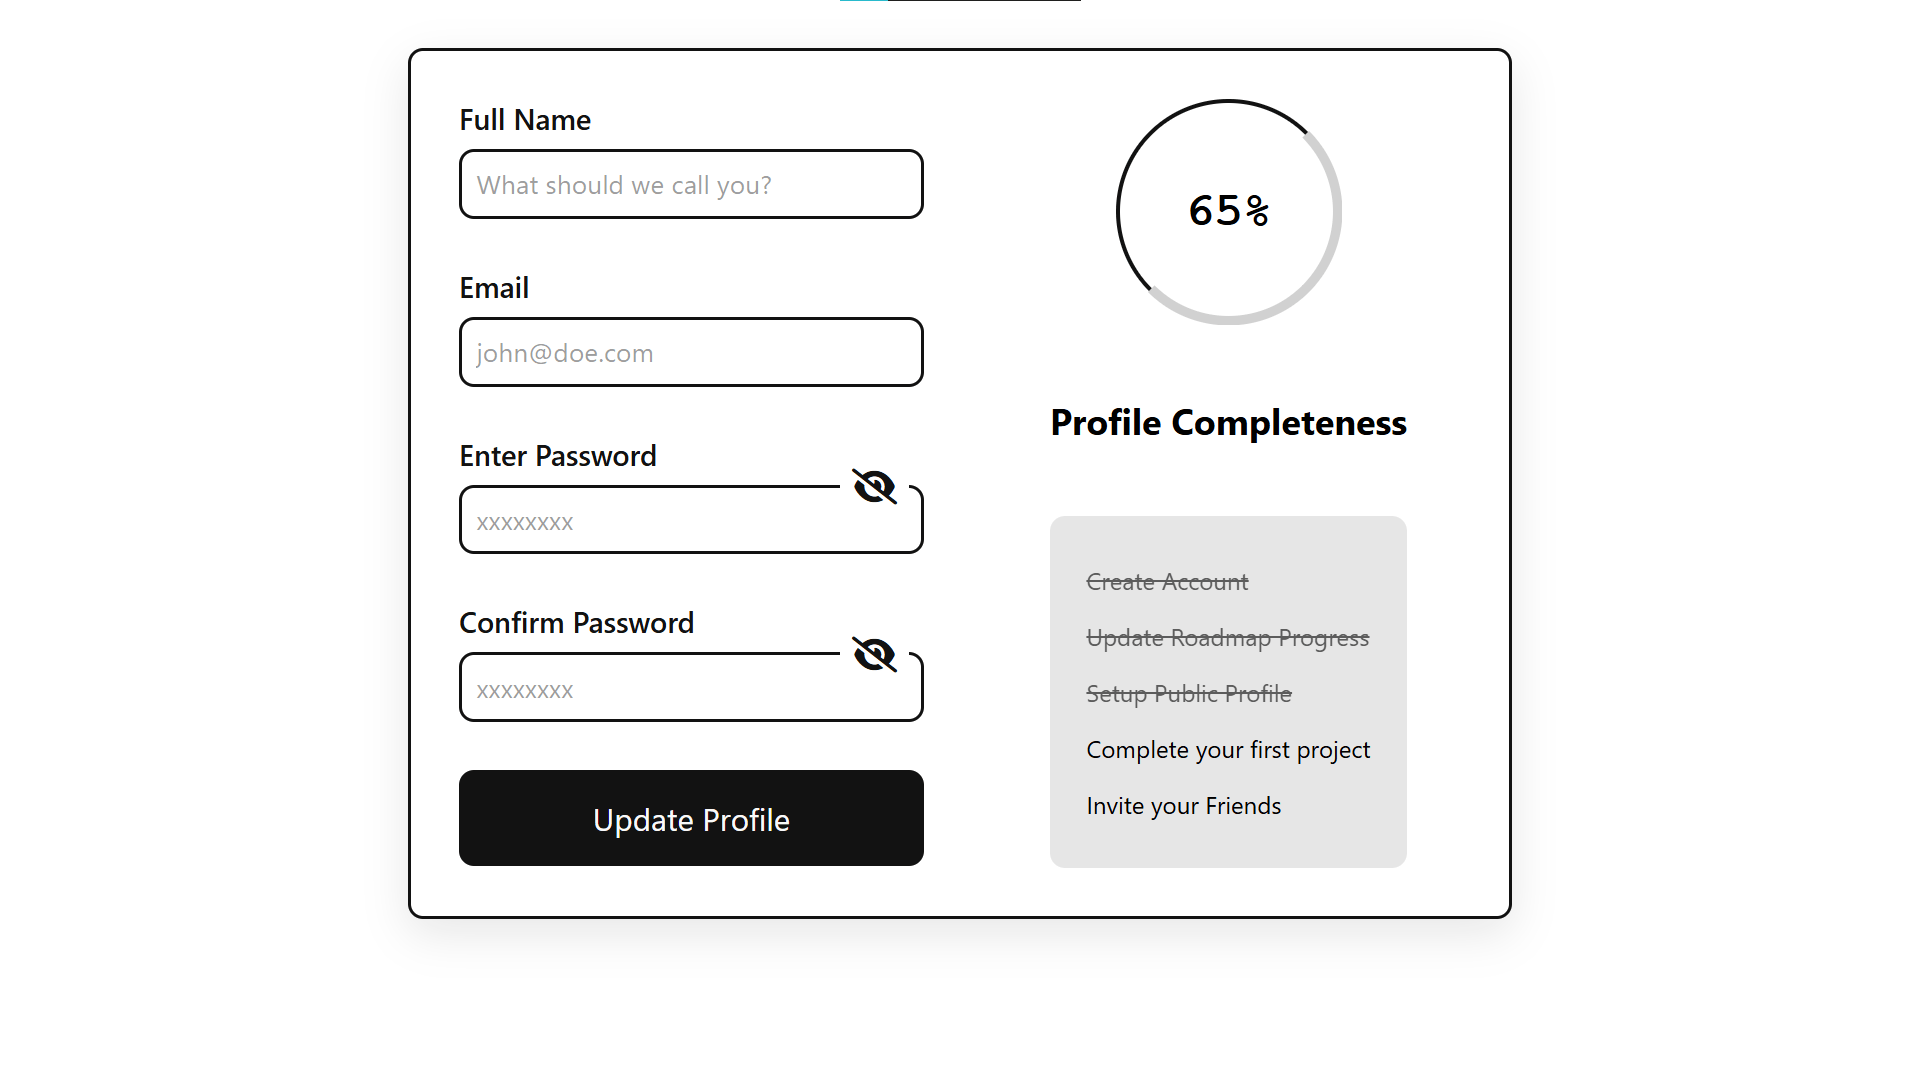 Full Name
What should we call you?
Email
john@doe.com
Enter Password
xxxxxxxx
Confirm Password
xxxxxxxx
Update Profile
65%
Profile Completeness
Create Account
Update Roadmap Progress
Setup Public Profile
Complete your first project
Invite your Friends